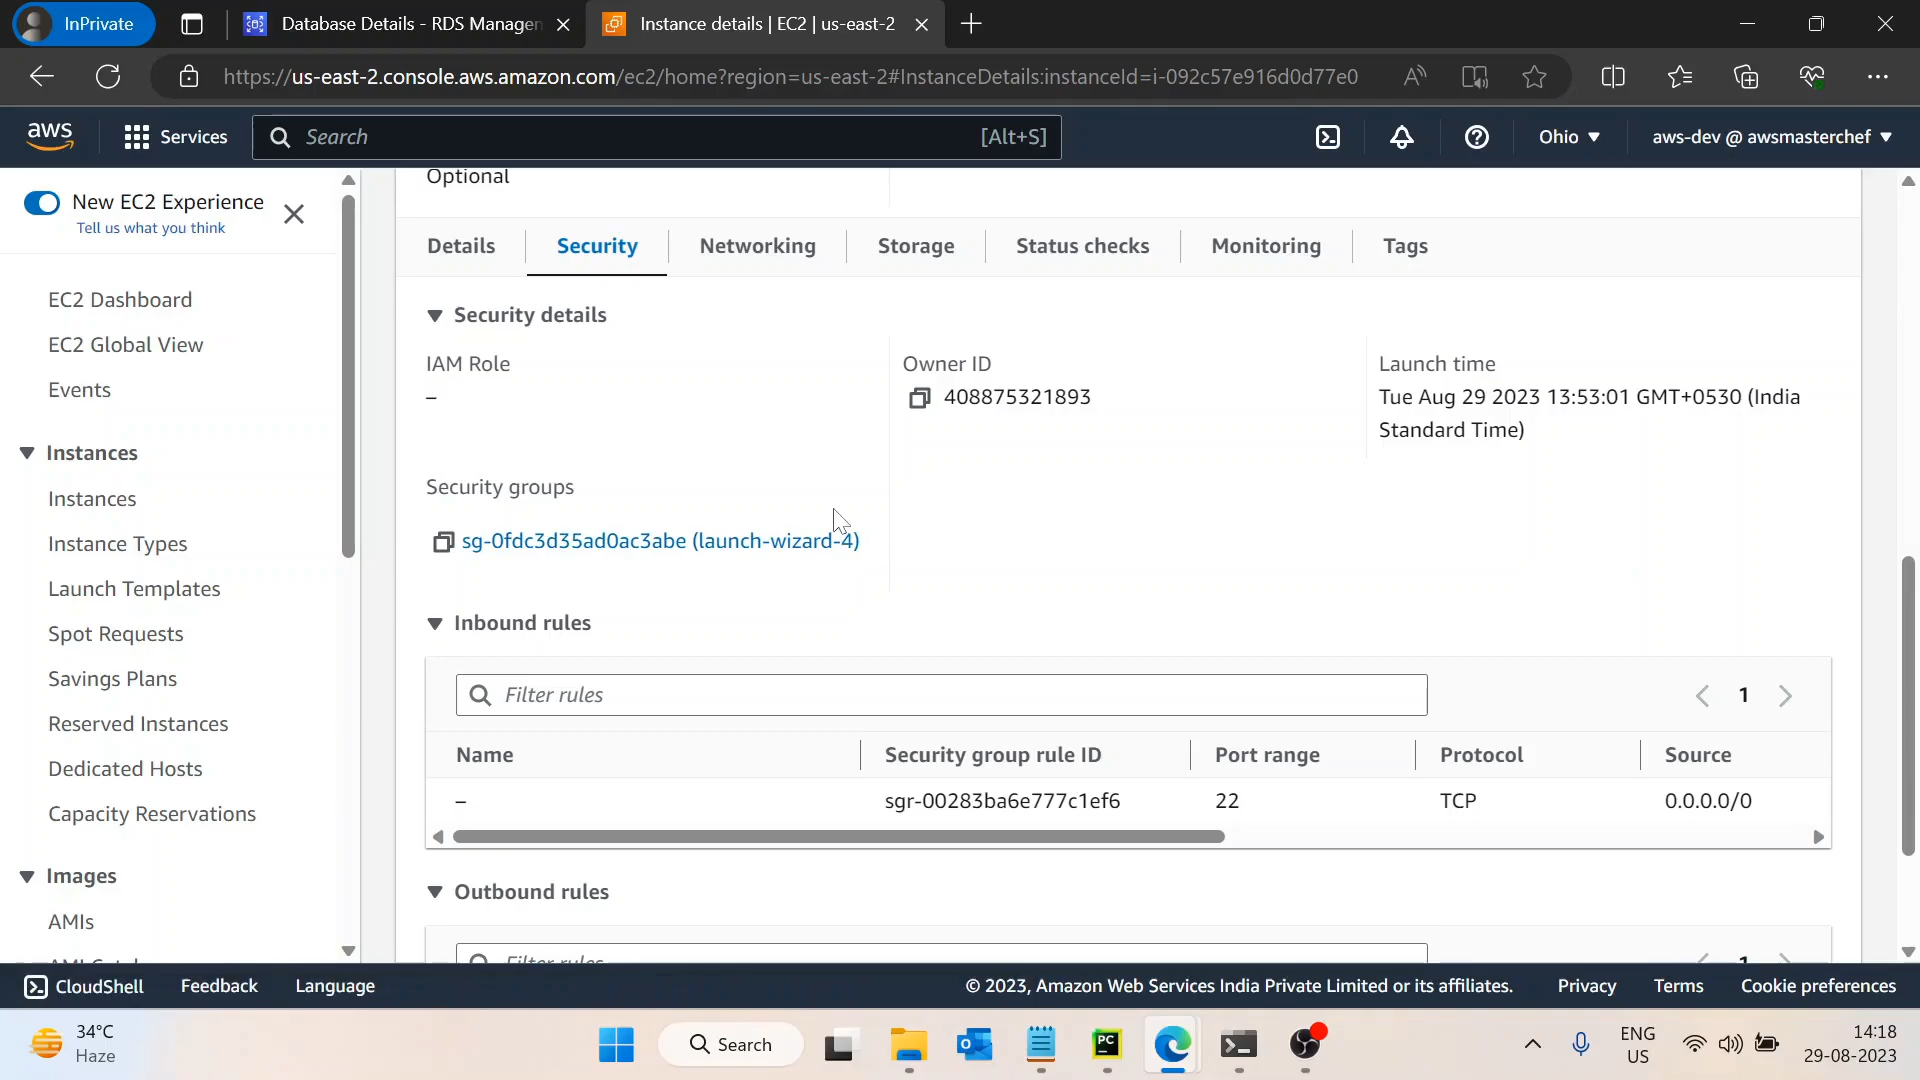 InPrivate
Database Details - RDS Managen
Instance details | EC2 | us-east-2
https://us-east-2.console.aws.amazon.com/ec2/home?region=us-east-2#InstanceDetails:instanceId=i-092c57e916d0d77e0
aws
Services
Search
[Alt+S]
Ohio
aws-dev @ awsmasterchef
New EC2 Experience
Tell us what you think
EC2 Dashboard
EC2 Global View
Events
Instances
Instances
Instance Types
Launch Templates
Spot Requests
Savings Plans
Reserved Instances
Dedicated Hosts
Capacity Reservations
Images
AMIs
Optional
Details
Security
Networking
Storage
Status checks
Monitoring
Tags
Security details
IAM Role
–
Owner ID
408875321893
Launch time
Tue Aug 29 2023 13:53:01 GMT+0530 (India
Standard Time)
Security groups
sg-0fdc3d35ad0ac3abe (launch-wizard-4)
Inbound rules
Filter rules
1
Name
Security group rule ID
Port range
Protocol
Source
–
sgr-00283ba6e777c1ef6
22
TCP
0.0.0.0/0
Outbound rules
Filter rules
1
CloudShell
Feedback
Language
© 2023, Amazon Web Services India Private Limited or its affiliates.
Privacy
Terms
Cookie preferences
34°C
Haze
Search
PC
ENG
US
14:18
29-08-2023